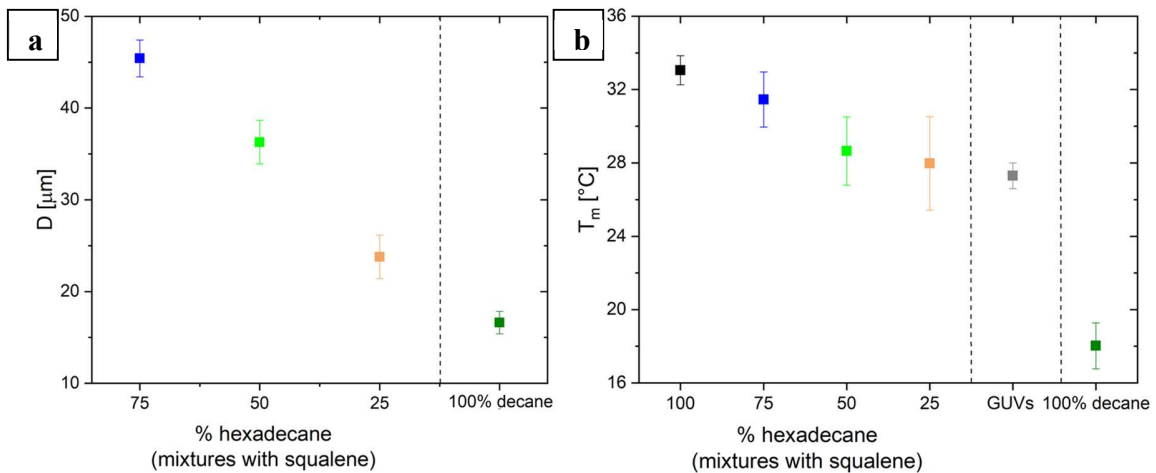 a
50
40
30
20
10
D [μm]
75
50
25
100% decane
% hexadecane
(mixtures with squalene)
b
36
32
28
24
20
16
T_m [°C]
100
75
50
25
GUVs
100% decane
% hexadecane
(mixtures with squalene)